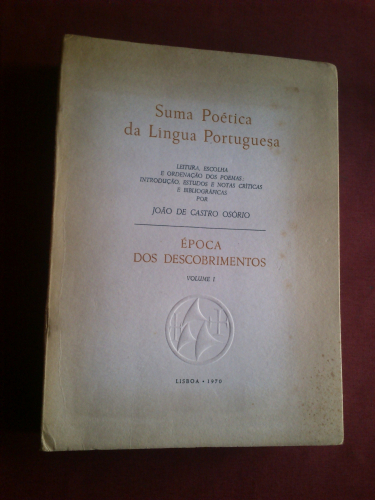 Suma Poética
da Língua Portuguesa
LEITURA, ESCOLHA
E ORDENAÇÃO DOS POEMAS,
INTRODUÇÃO, ESTUDOS E NOTAS CRÍTICAS
E BIBLIOGRÁFICAS
POR
JOÃO DE CASTRO OSÓRIO
ÉPOCA
DOS DESCOBRIMENTOS
VOLUME I
LISBOA • 1970